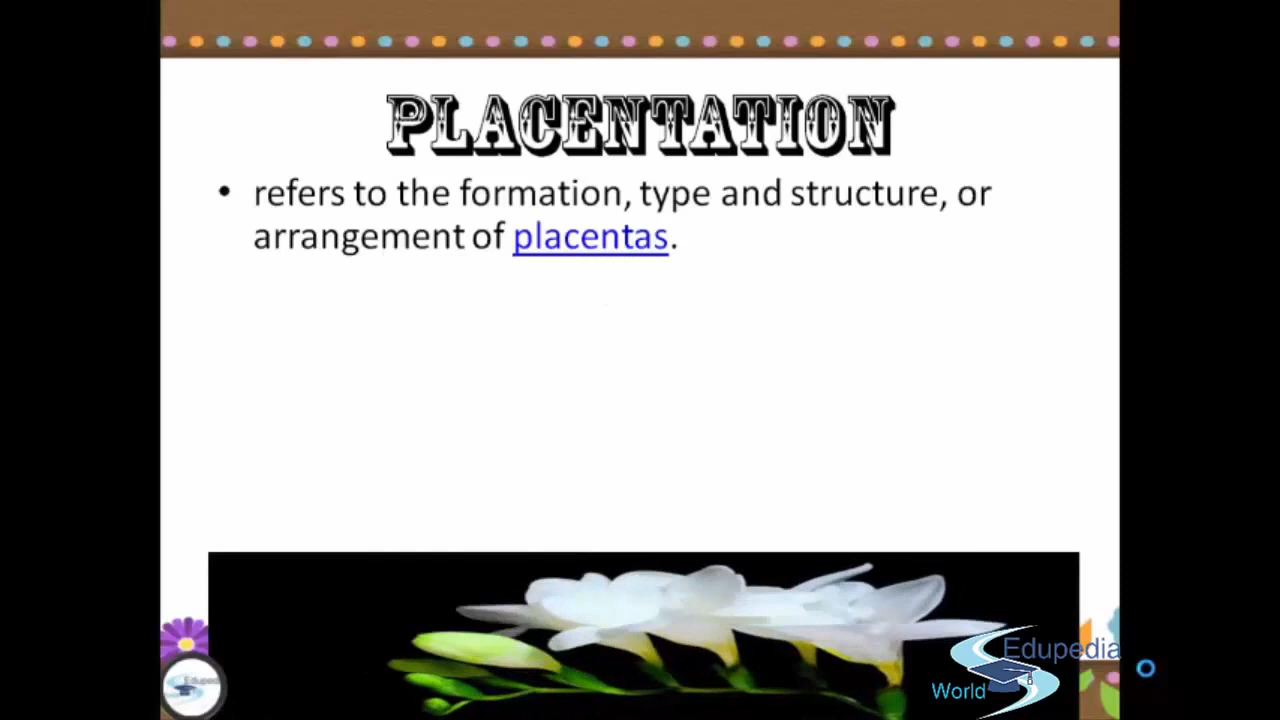 PLACENTATION
• refers to the formation, type and structure, or
arrangement of placentas.
Edupedia
World